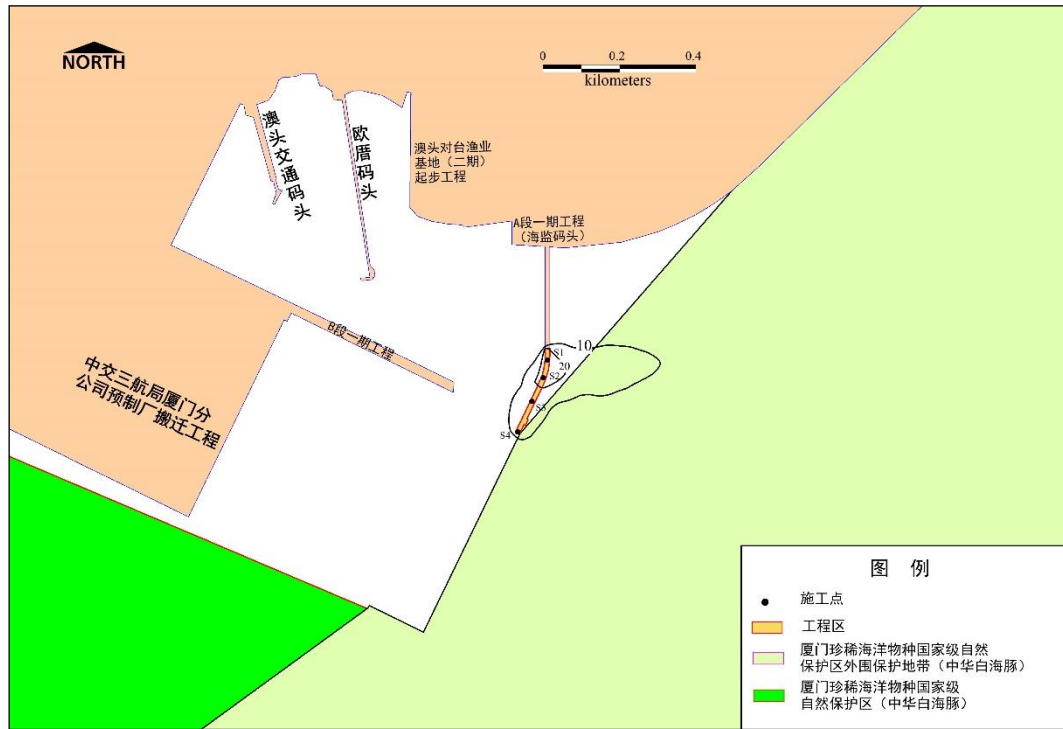 NORTH
0 0.2 0.4
kilometers
澳头交通码头
欧厝码头
澳头对台渔业
基地（二期）
起步工程
A段一期工程
（海监码头）
B段一期工程
中交三航局厦门分
公司预制厂搬迁工程
10
S1
20
S2
S3
S4
图 例
施工点
工程区
厦门珍稀海洋物种国家级自然
保护区外围保护地带（中华白海豚）
厦门珍稀海洋物种国家级
自然保护区（中华白海豚）